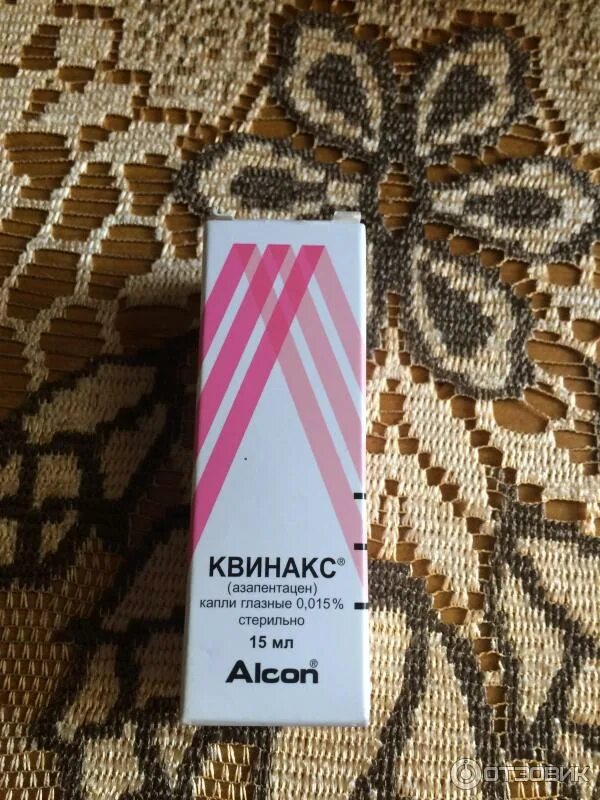 КВИНАКС®
(азапентацен)
капли глазные 0,015%
стерильно
15 мл
Alcon®
ОТЗОВИК